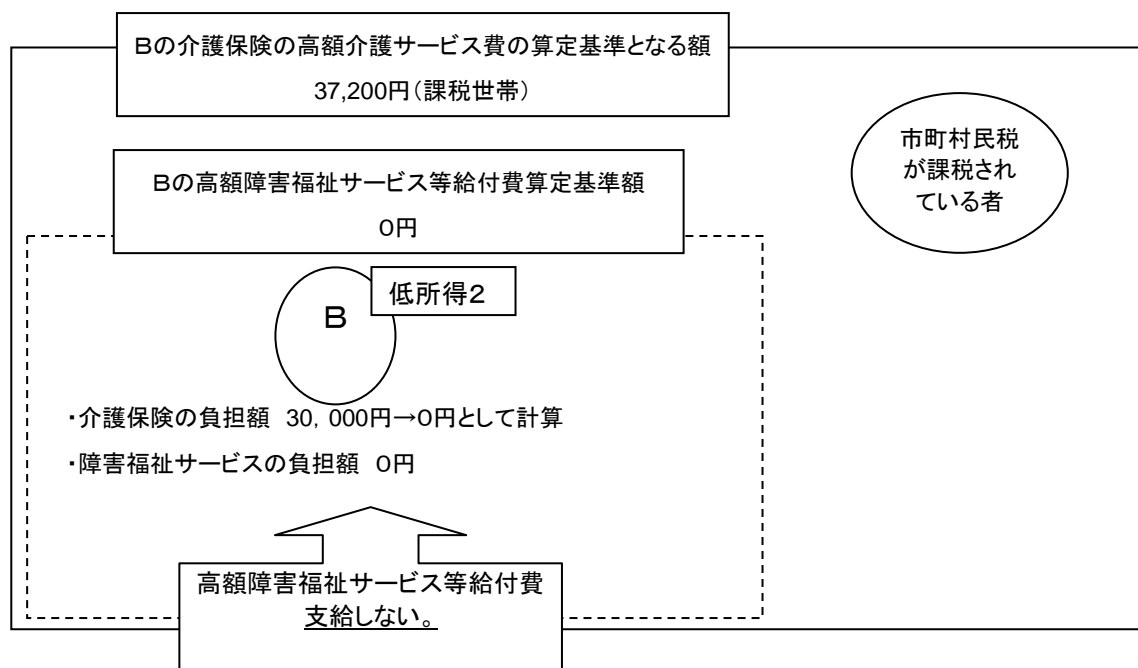 Bの介護保険の高額介護サービス費の算定基準となる額
37,200円(課税世帯)
市町村民税
が課税され
ている者
Bの高額障害福祉サービス等給付費算定基準額
0円
B
低所得2
・介護保険の負担額 30,000円→0円として計算
・障害福祉サービスの負担額 0円
高額障害福祉サービス等給付費
支給しない。